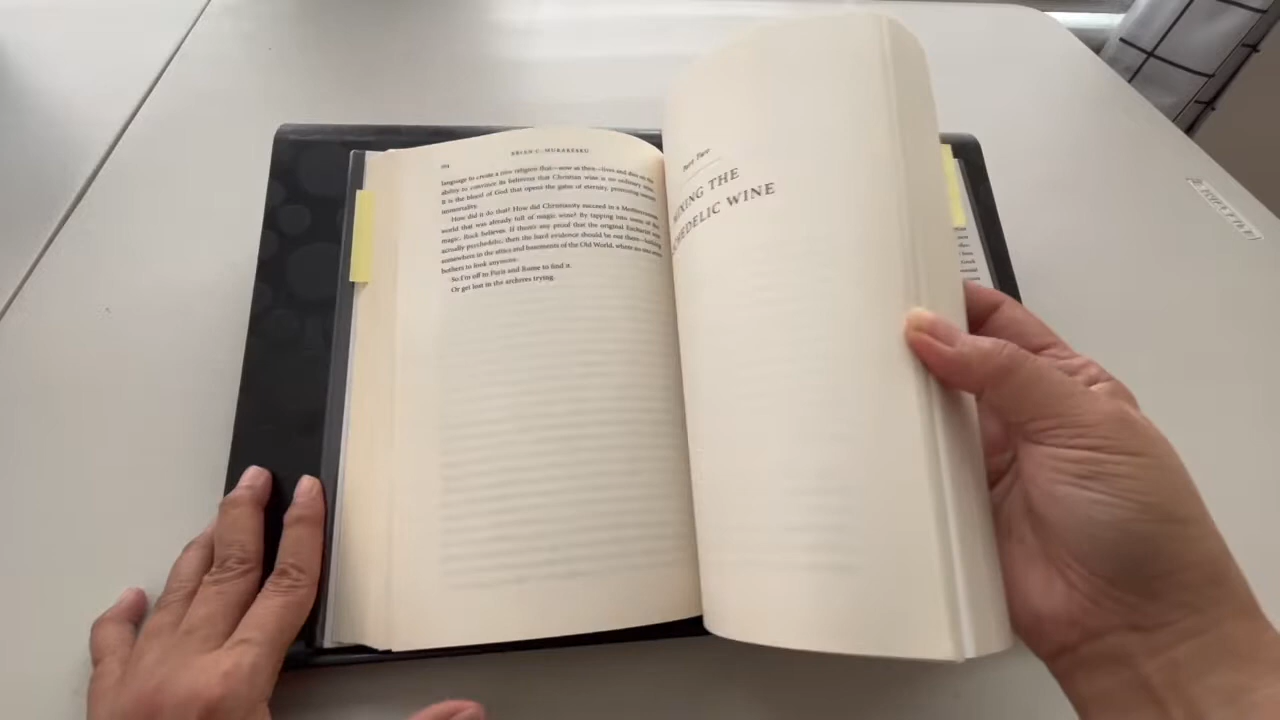 BRIAN C. MURARESKU
language to create a new religion that—now as then—lives and dies on the
ability to convince its believers that Christian wine is no ordinary wine.
It is the blood of God that opens the gates of eternity, promising instant
immortality.
How did it do that? How did Christianity succeed in a Mediterranean
world that was already full of magic wine? By tapping into some of that
magic, Ruck believes. If there's any proof that the original Eucharist was
actually psychedelic, then the hard evidence should be out there—hiding
somewhere in the attics and basements of the Old World, where no one ever
bothers to look anymore.
So I'm off to Paris and Rome to find it.
Or get lost in the archives trying.
Part Two
MIXING THE
CHEDELIC WINE